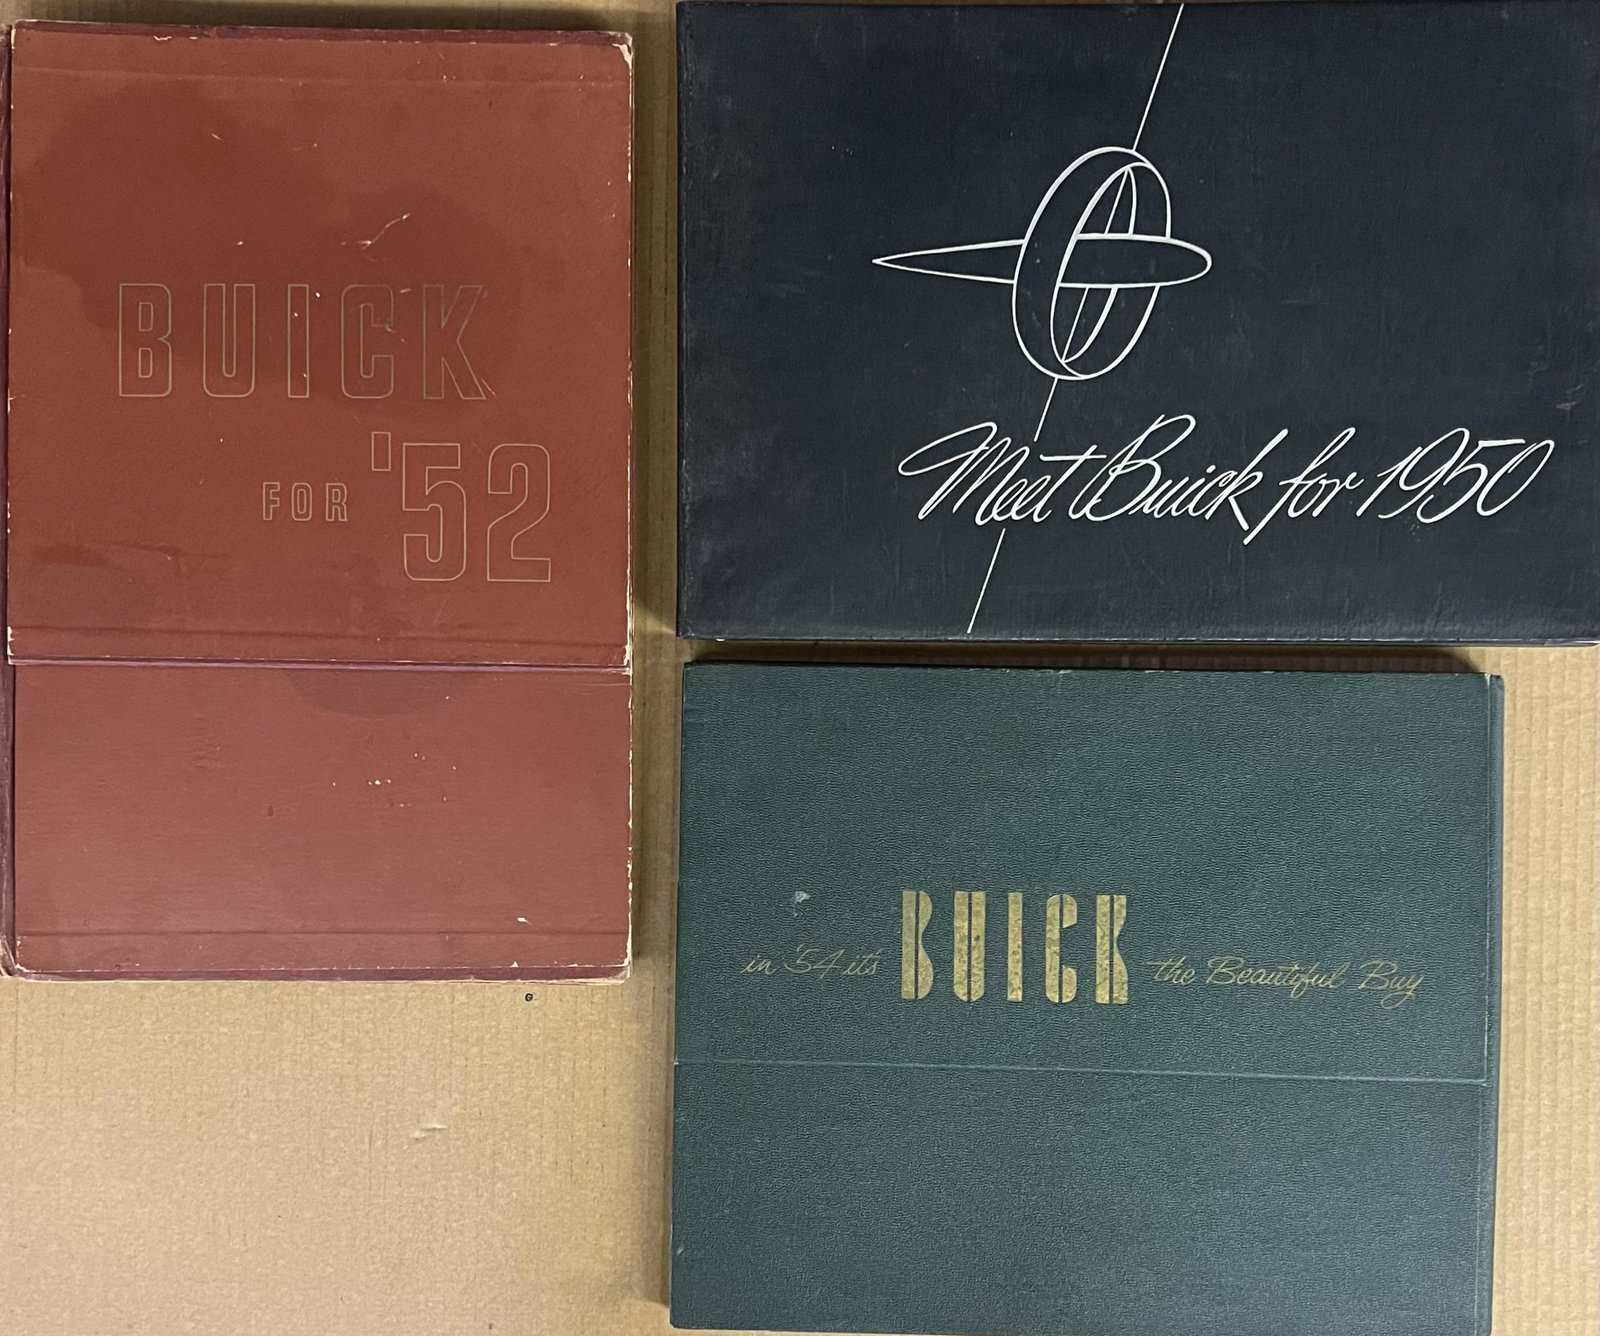 BUICK
FOR '52
Meet Buick for 1950
in '54 its BUICK the Beautiful Buy